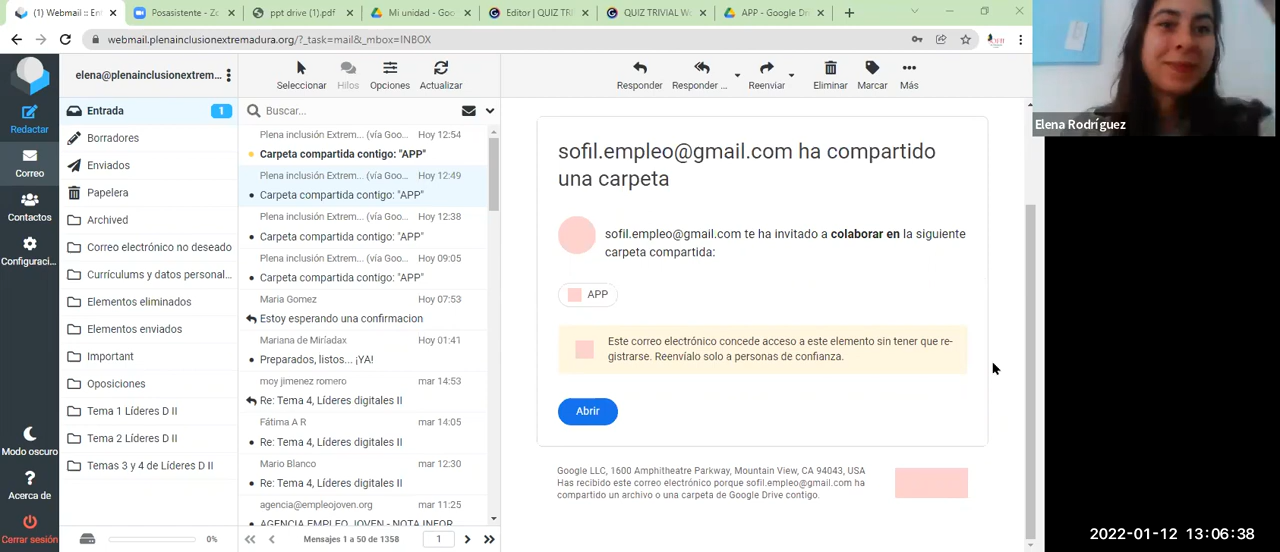 (1) Webmail :: Ent
Posasistente - Zo
ppt drive (1).pdf
Mi unidad - Goo
Editor | QUIZ TRI
QUIZ TRIVIAL Wo
APP - Google Dri
webmail.plenainclusionextremadura.org/?_task=mail&_mbox=INBOX
elena@plenainclusionextrem...
Redactar
Correo
Contactos
Configuraci...
Modo oscuro
Acerca de
Cerrar sesión
Entrada 1
Borradores
Enviados
Papelera
Archived
Correo electrónico no deseado
Currículums y datos personal...
Elementos eliminados
Elementos enviados
Important
Oposiciones
Tema 1 Líderes D II
Tema 2 Líderes D II
Temas 3 y 4 de Líderes D II
0%
Seleccionar
Hilos
Opciones
Actualizar
Buscar...
Plena inclusión Extrem... (vía Goo... Hoy 12:54
Carpeta compartida contigo: "APP"
Plena inclusión Extrem... (vía Goo... Hoy 12:49
Carpeta compartida contigo: "APP"
Plena inclusión Extrem... (vía Goo... Hoy 12:38
Carpeta compartida contigo: "APP"
Plena inclusión Extrem... (vía Goo... Hoy 09:05
Carpeta compartida contigo: "APP"
Maria Gomez Hoy 07:53
Estoy esperando una confirmacion
Mariana de Miríadax Hoy 01:41
Preparados, listos... ¡YA!
moy jimenez romero mar 14:53
Re: Tema 4, Líderes digitales II
Fátima A R mar 14:05
Re: Tema 4, Líderes digitales II
Mario Blanco mar 12:30
Re: Tema 4, Líderes digitales II
agencia@empleojoven.org mar 11:25
AGENCIA EMPLEO JOVEN - NOTA INFOR
Mensajes 1 a 50 de 1358
1
Responder
Responder ...
Reenviar
Eliminar
Marcar
Más
sofil.empleo@gmail.com ha compartido
una carpeta
sofil.empleo@gmail.com te ha invitado a colaborar en la siguiente
carpeta compartida:
APP
Este correo electrónico concede acceso a este elemento sin tener que re-
gistrarse. Reenvíalo solo a personas de confianza.
Abrir
Google LLC, 1600 Amphitheatre Parkway, Mountain View, CA 94043, USA
Has recibido este correo electrónico porque sofil.empleo@gmail.com ha
compartido un archivo o una carpeta de Google Drive contigo.
Elena Rodríguez
2022-01-12 13:06:38